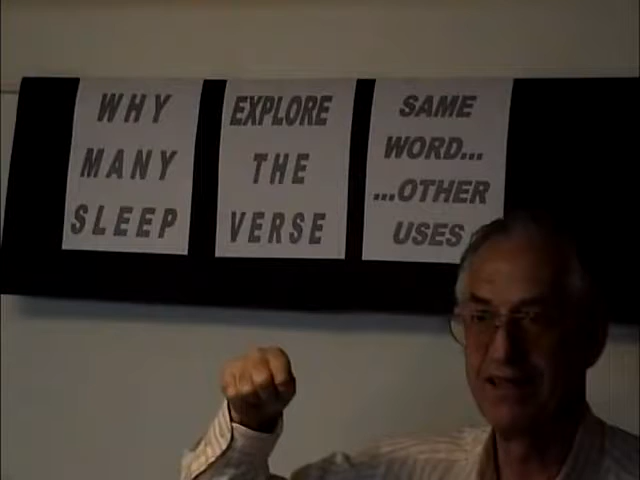 WHY
MANY
SLEEP
EXPLORE
THE
VERSE
SAME
WORD...
...OTHER
USES